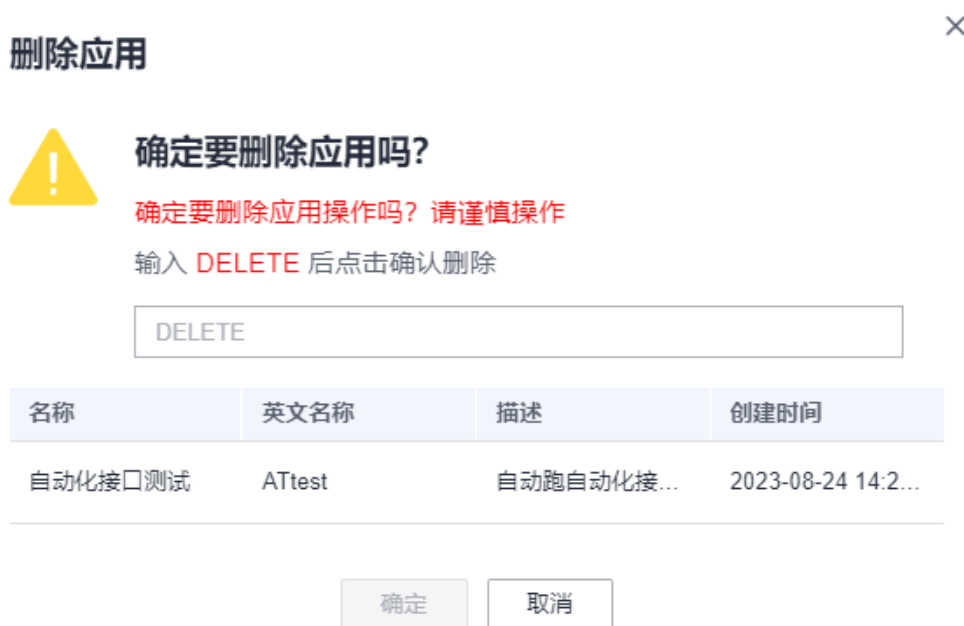 删除应用
确定要删除应用吗？
确定要删除应用操作吗？请谨慎操作
输入 DELETE 后点击确认删除
DELETE
名称 英文名称 描述 创建时间
自动化接口测试 ATtest 自动跑自动化接... 2023-08-24 14:2...
确定 取消